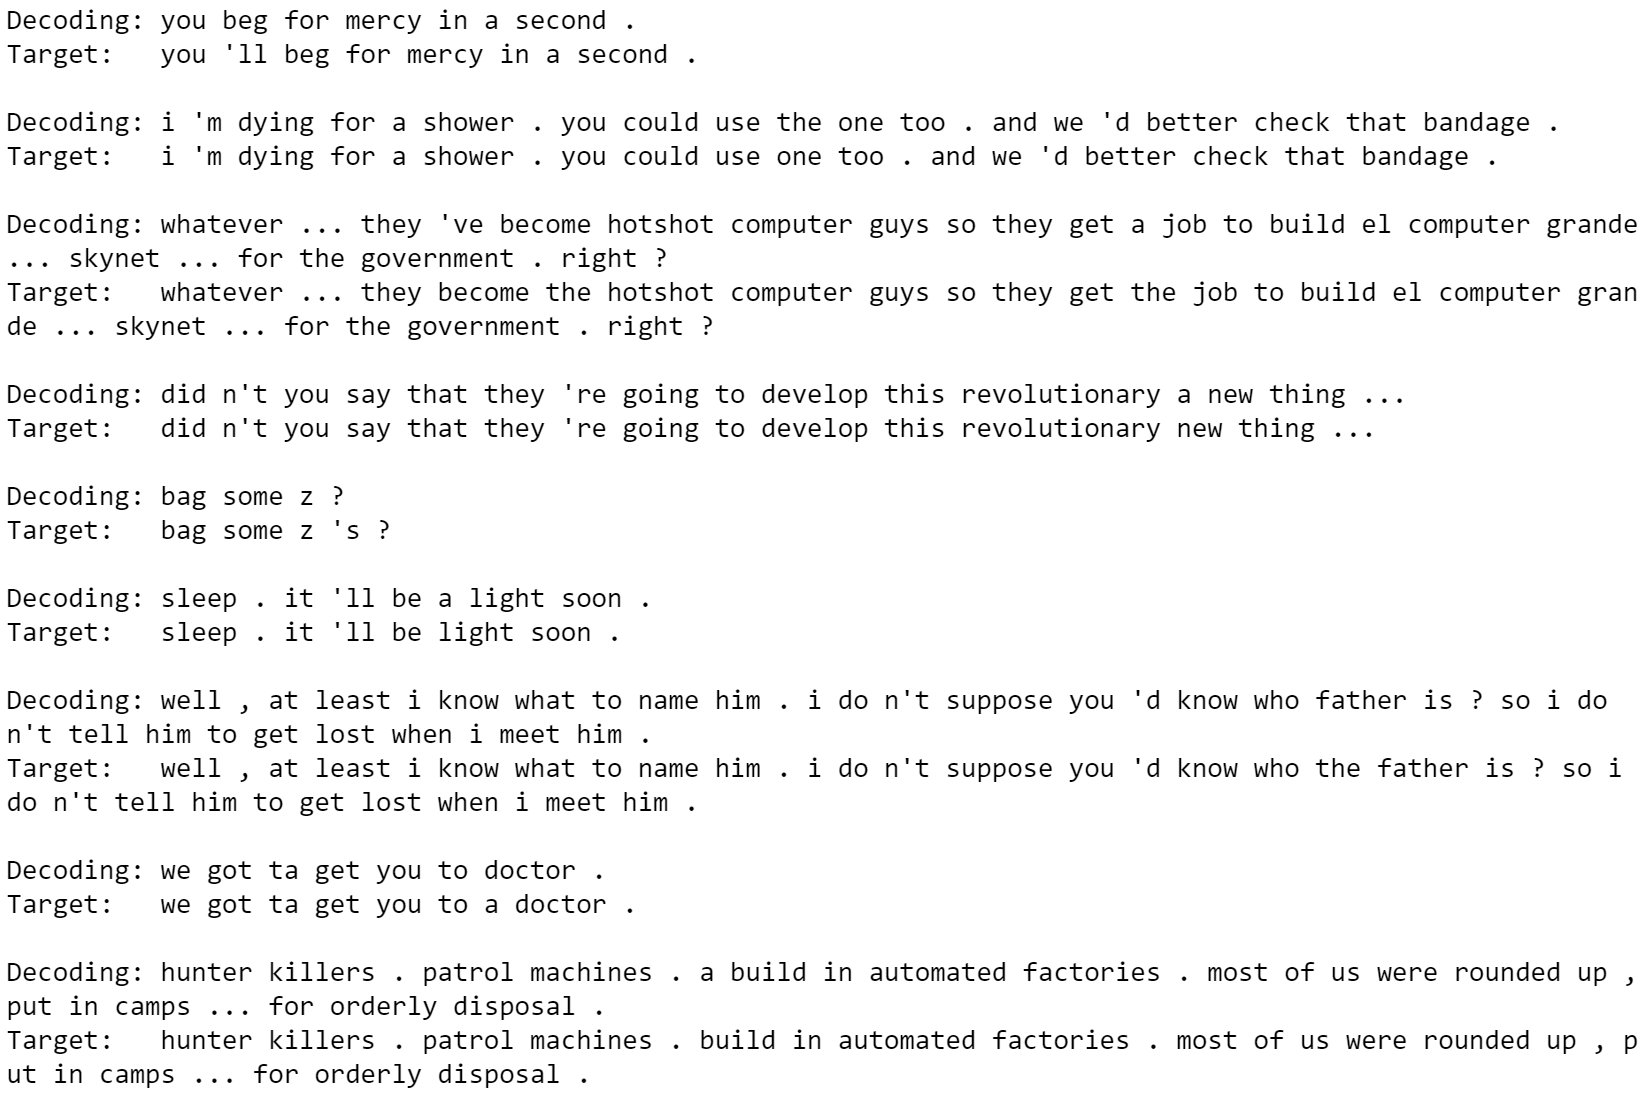 Decoding: you beg for mercy in a second .
Target:   you 'll beg for mercy in a second .

Decoding: i 'm dying for a shower . you could use the one too . and we 'd better check that bandage .
Target:   i 'm dying for a shower . you could use one too . and we 'd better check that bandage .

Decoding: whatever ... they 've become hotshot computer guys so they get a job to build el computer grande
... skynet ... for the government . right ?
Target:   whatever ... they become the hotshot computer guys so they get the job to build el computer gran
de ... skynet ... for the government . right ?

Decoding: did n't you say that they 're going to develop this revolutionary a new thing ...
Target:   did n't you say that they 're going to develop this revolutionary new thing ...

Decoding: bag some z ?
Target:   bag some z 's ?

Decoding: sleep . it 'll be a light soon .
Target:   sleep . it 'll be light soon .

Decoding: well , at least i know what to name him . i do n't suppose you 'd know who father is ? so i do
n't tell him to get lost when i meet him .
Target:   well , at least i know what to name him . i do n't suppose you 'd know who the father is ? so i
do n't tell him to get lost when i meet him .

Decoding: we got ta get you to doctor .
Target:   we got ta get you to a doctor .

Decoding: hunter killers . patrol machines . a build in automated factories . most of us were rounded up ,
put in camps ... for orderly disposal .
Target:   hunter killers . patrol machines . build in automated factories . most of us were rounded up , p
ut in camps ... for orderly disposal .